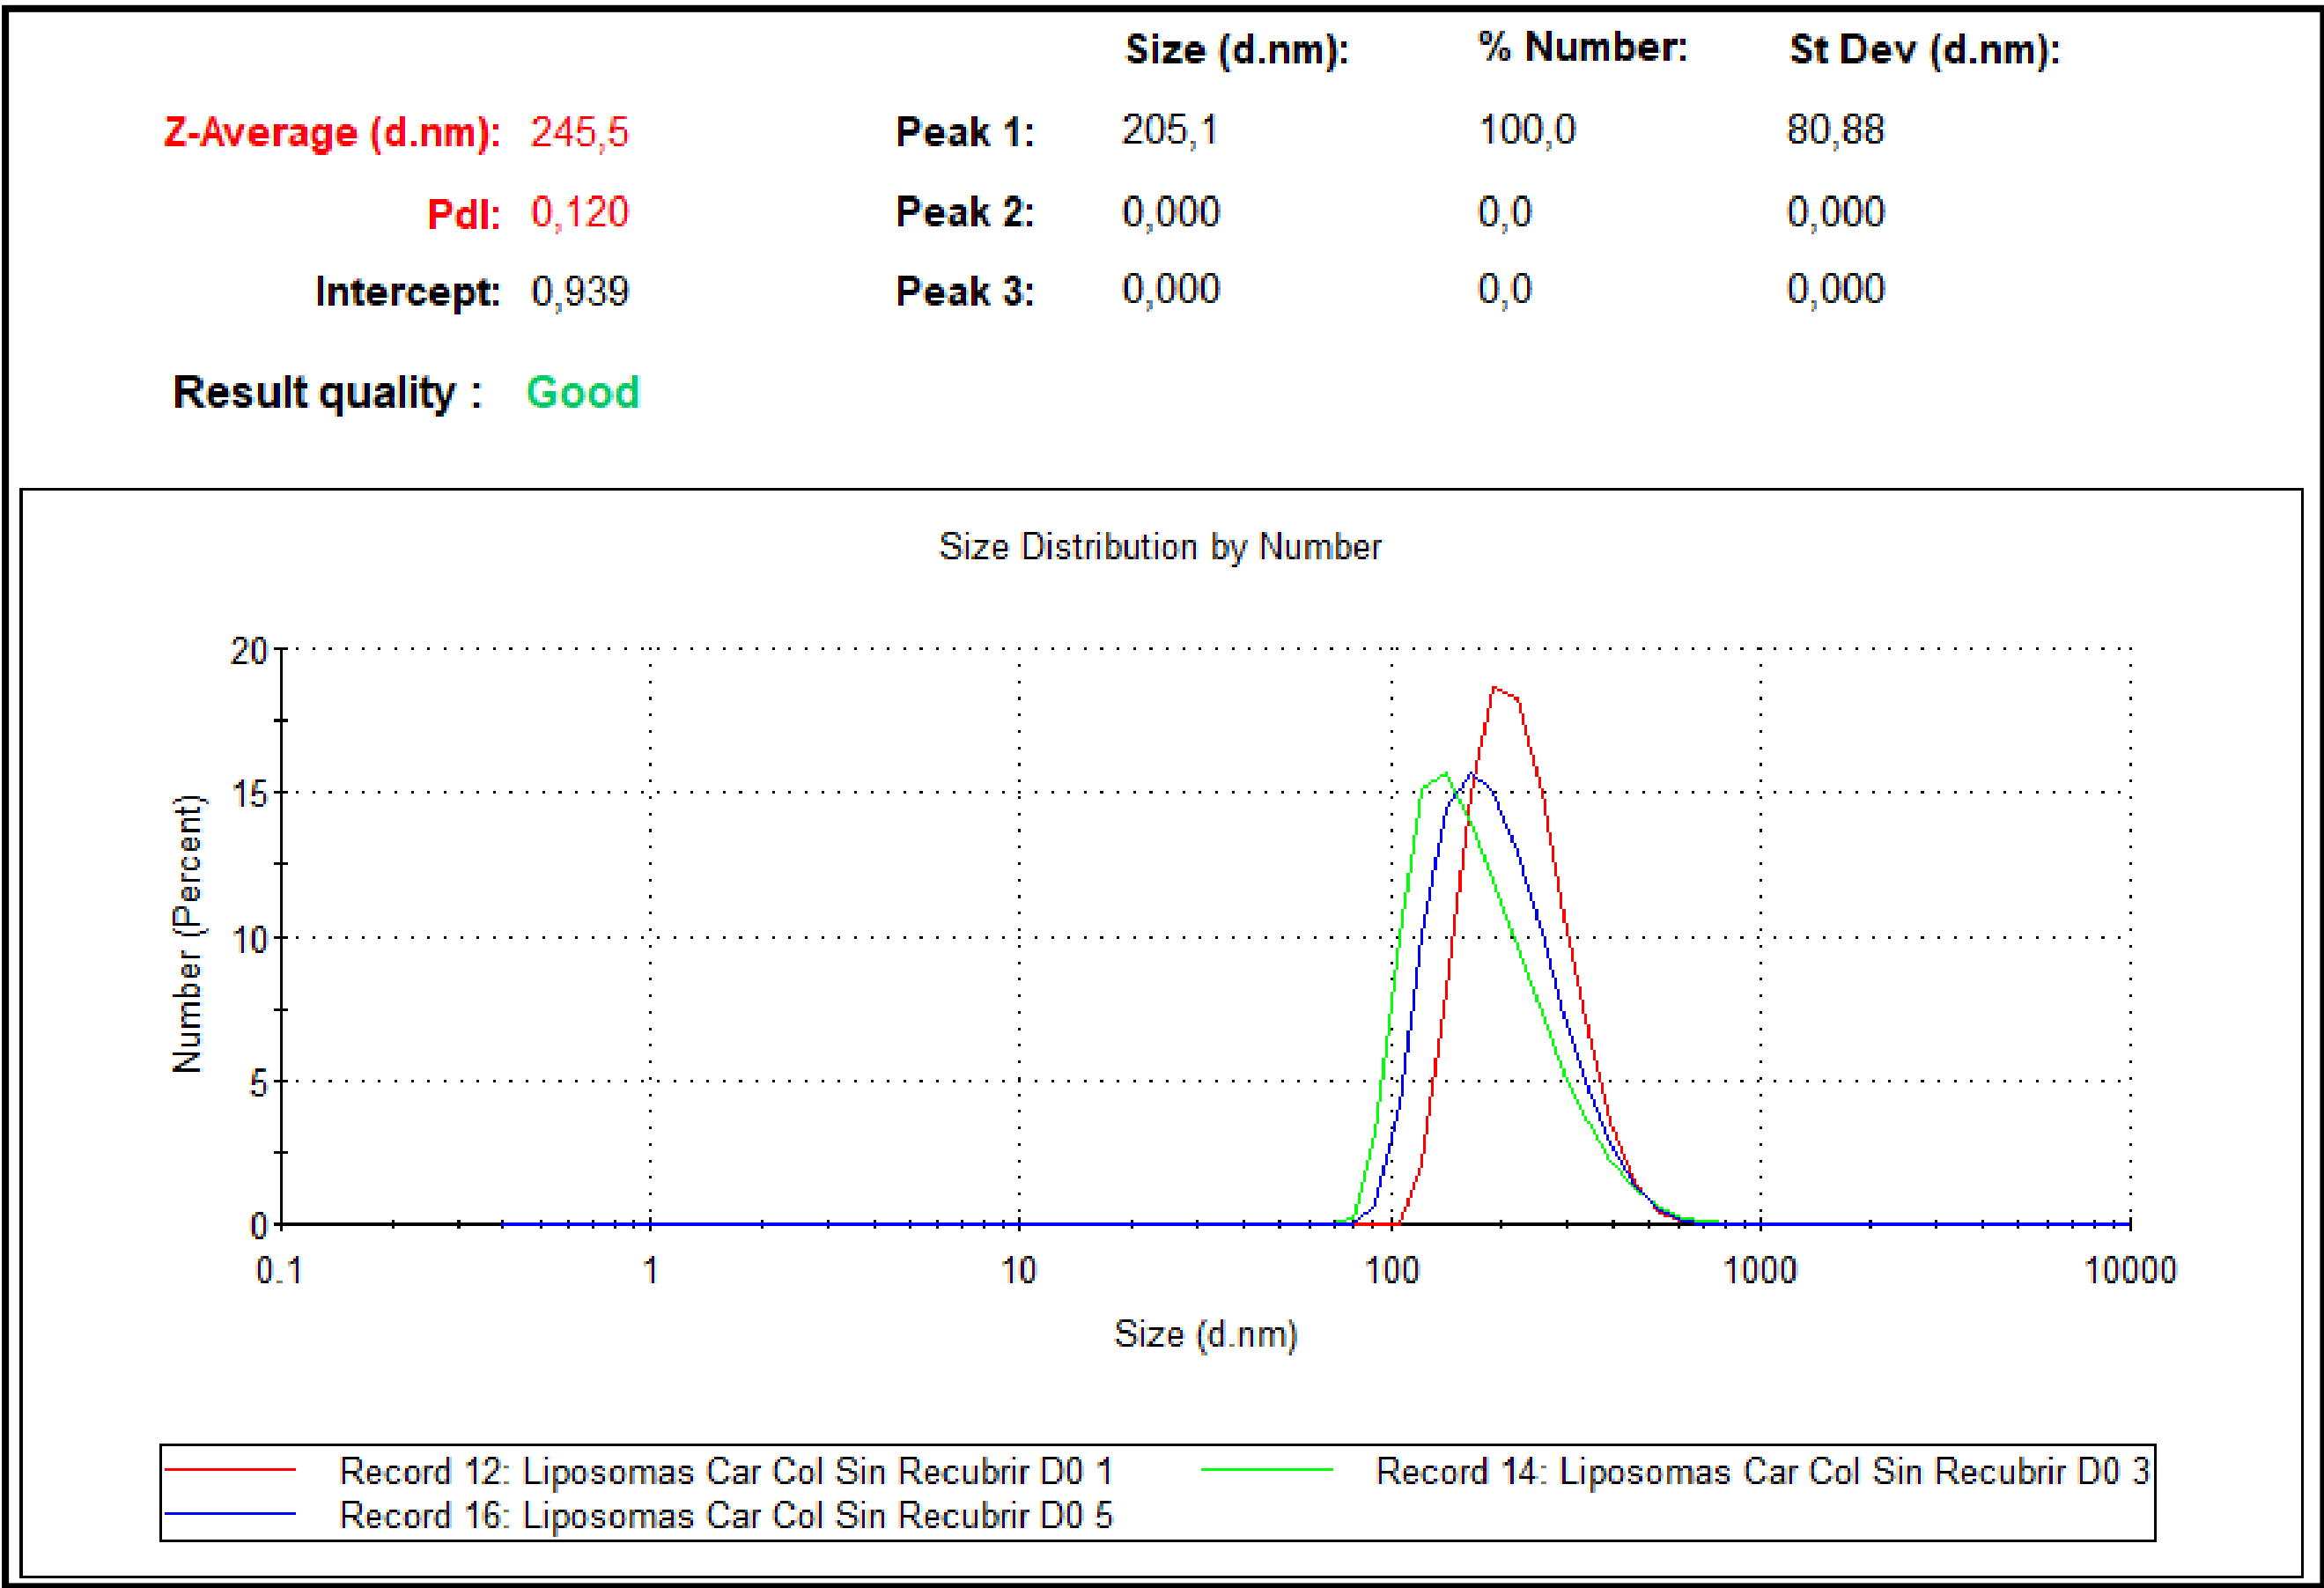 Size (d.nm): % Number: St Dev (d.nm):
Z-Average (d.nm): 245,5 Peak 1: 205,1 100,0 80,88
PdI: 0,120 Peak 2: 0,000 0,0 0,000
Intercept: 0,939 Peak 3: 0,000 0,0 0,000
Result quality : Good
Size Distribution by Number
20
15
10
5
0
Number (Percent)
0.1 1 10 100 1000 10000
Size (d.nm)
Record 12: Liposomas Car Col Sin Recubrir D0 1 Record 14: Liposomas Car Col Sin Recubrir D0 3
Record 16: Liposomas Car Col Sin Recubrir D0 5